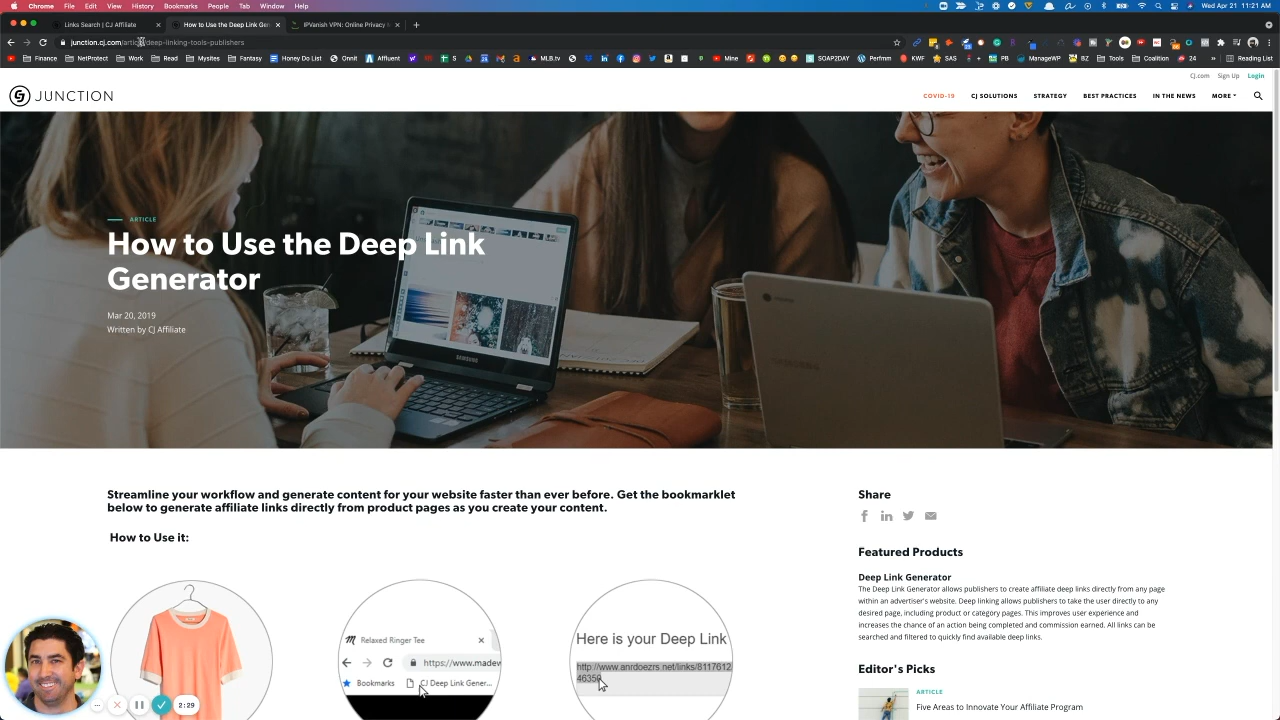 Chrome File Edit View History Bookmarks People Tab Window Help
Wed Apr 21 11:21 AM
Links Search | CJ Affiliate
How to Use the Deep Link Gen
IPVanish VPN: Online Privacy
junction.cj.com/article/deep-linking-tools-publishers
Finance NetProtect Work Read Mysites Fantasy Honey Do List Onnit Affluent S MLB.tv Mine SOAP2DAY Perfmm KWF SAS PB ManageWP BZ Tools Coalition 24 » Reading List
Cj.com Sign Up Login
CJ JUNCTION
COVID-19 CJ SOLUTIONS STRATEGY BEST PRACTICES IN THE NEWS MORE
ARTICLE
How to Use the Deep Link
Generator
Mar 20, 2019
Written by CJ Affiliate
SAMSUNG
Streamline your workflow and generate content for your website faster than ever before. Get the bookmarklet
below to generate affiliate links directly from product pages as you create your content.
How to Use it:
Relaxed Ringer Tee
https://www.madew
Bookmarks CJ Deep Link Gener...
Here is your Deep Link
http://www.anrdoezrs.net/links/8117612
46359
Share
Featured Products
Deep Link Generator
The Deep Link Generator allows publishers to create affiliate deep links directly from any page
within an advertiser's website. Deep linking allows publishers to take the user directly to any
desired page, including product or category pages. This improves user experience and
increases the chance of an action being completed and commission earned. All links can be
searched and filtered to quickly find available deep links.
Editor's Picks
ARTICLE
Five Areas to Innovate Your Affiliate Program
2:29